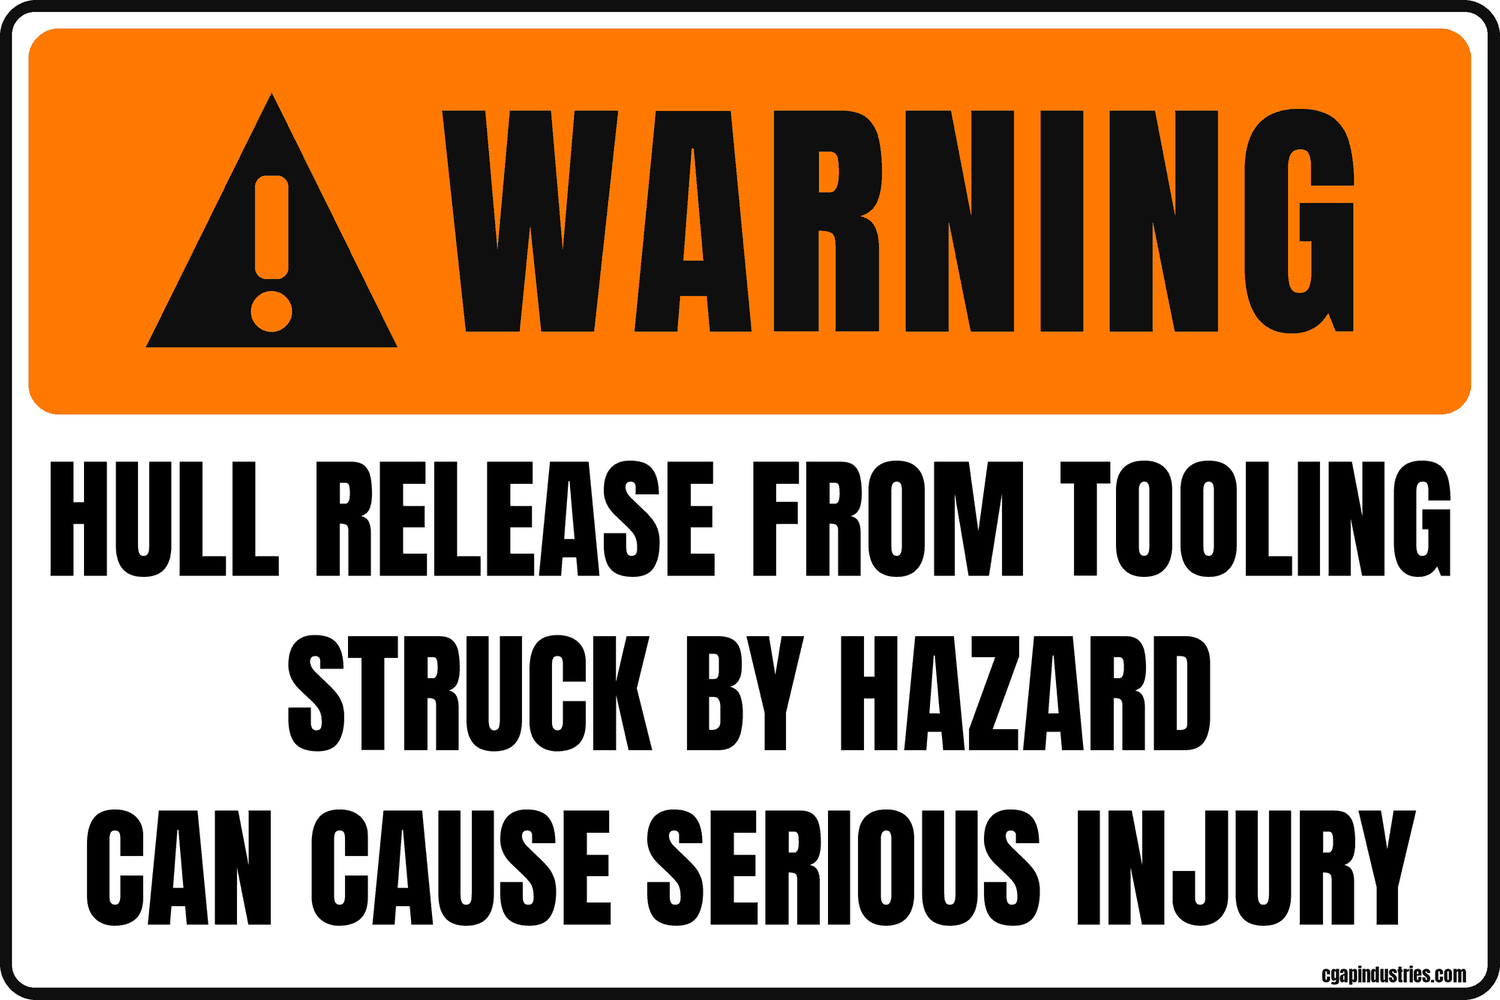 WARNING
HULL RELEASE FROM TOOLING
STRUCK BY HAZARD
CAN CAUSE SERIOUS INJURY
cgapindustries.com